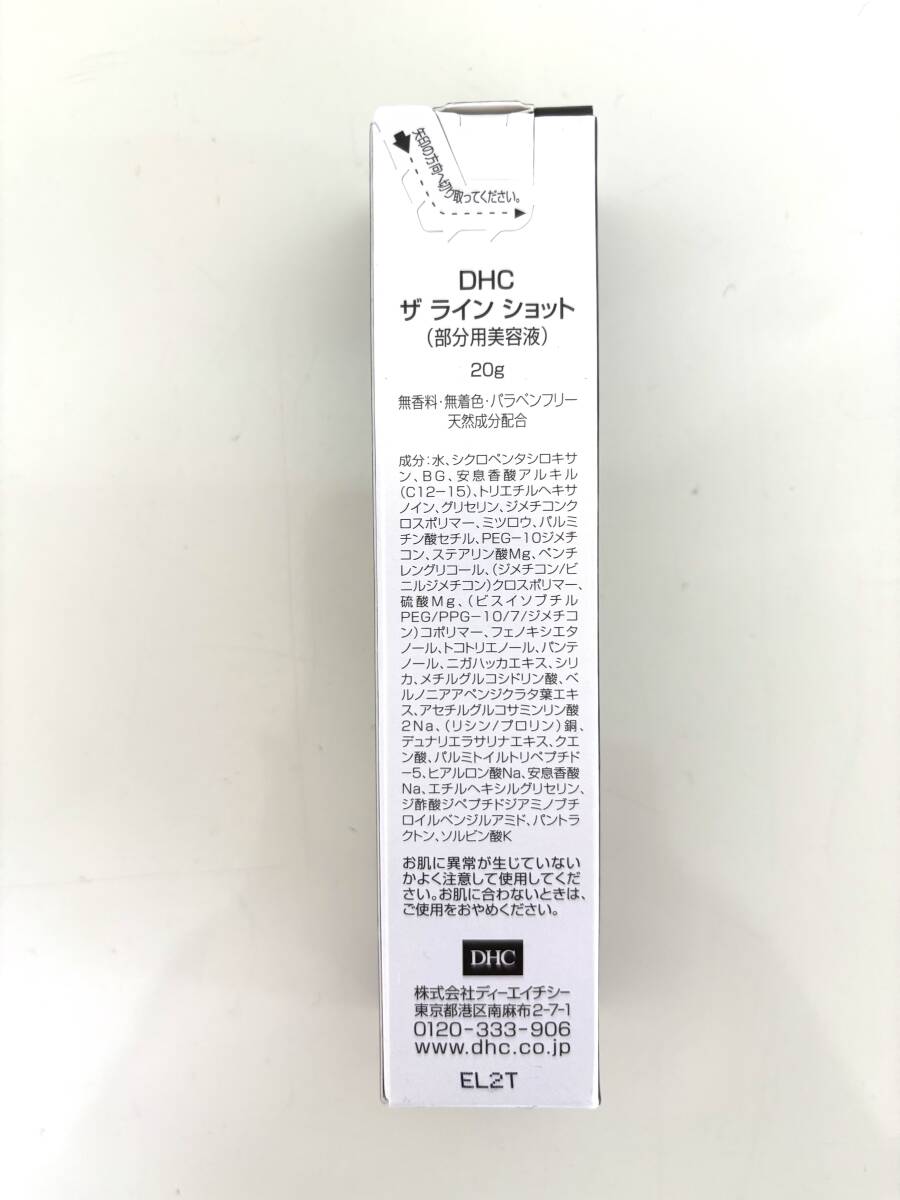 矢印の方向へ切り取ってください。
DHC
ザ ライン ショット
(部分用美容液)
20g
無香料・無着色・パラベンフリー
天然成分配合
成分:水、シクロペンタシロキサ
ン、BG、安息香酸アルキル
(C12-15)、トリエチルヘキサ
ノイン、グリセリン、ジメチコンク
ロスポリマー、ミツロウ、パルミ
チン酸セチル、PEG-10ジメチ
コン、ステアリン酸Mg、ペンチ
レングリコール、(ジメチコン/ビ
ニルジメチコン)クロスポリマー、
硫酸Mg、(ビスイソブチル
PEG/PPG-10/7/ジメチコ
ン)コポリマー、フェノキシエタ
ノール、トコトリエノール、パンテ
ノール、ニガハッカエキス、シリ
カ、メチルグルコシドリン酸、ベ
ルノニアアペンジクラタ葉エキ
ス、アセチルグルコサミンリン酸
2Na、(リシン/プロリン)銅、
デュナリエラサリナエキス、クエ
ン酸、パルミトイルトリペプチド
-5、ヒアルロン酸Na、安息香酸
Na、エチルヘキシルグリセリン、
ジ酢酸ジペプチドジアミノブチ
ロイルベンジルアミド、パントラ
クトン、ソルビン酸K
お肌に異常が生じていない
かよく注意して使用してくだ
さい。お肌に合わないときは、
ご使用をおやめください。
DHC
株式会社ディーエイチシー
東京都港区南麻布2-7-1
0120-333-906
www.dhc.co.jp
EL2T